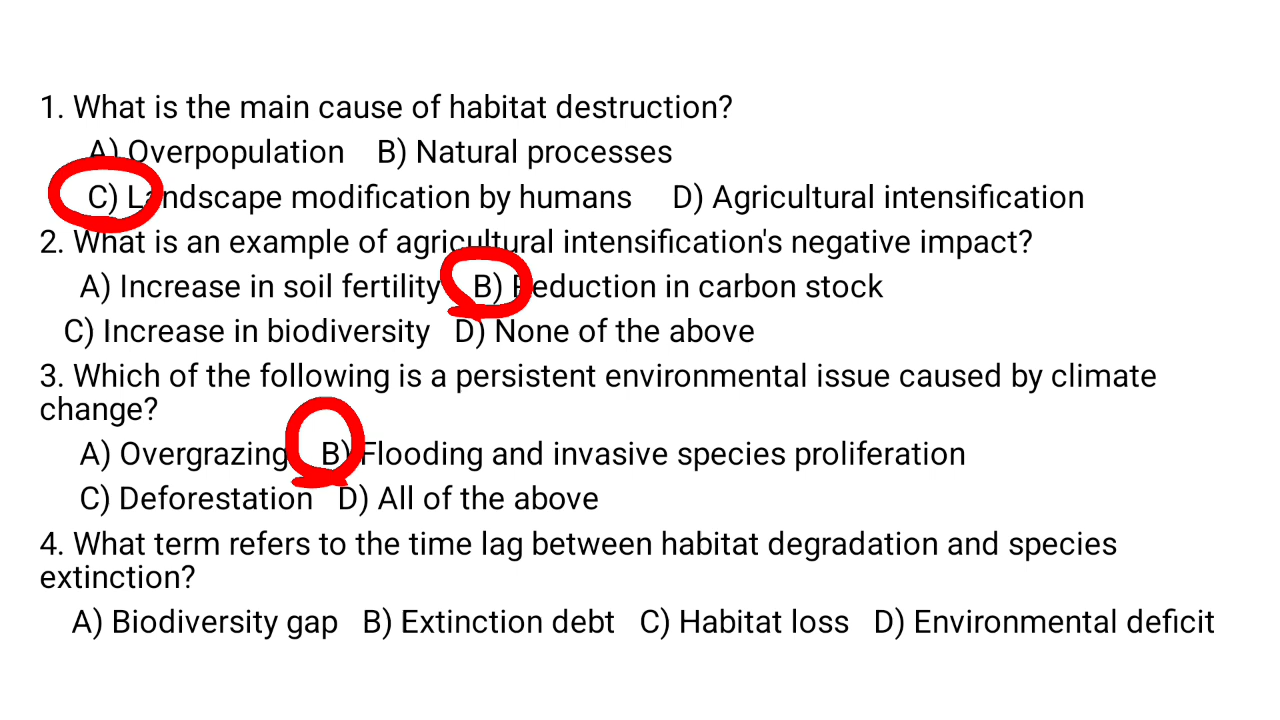 1. What is the main cause of habitat destruction?
A) Overpopulation B) Natural processes
C) Landscape modification by humans D) Agricultural intensification
2. What is an example of agricultural intensification's negative impact?
A) Increase in soil fertility B) Reduction in carbon stock
C) Increase in biodiversity D) None of the above
3. Which of the following is a persistent environmental issue caused by climate
change?
A) Overgrazing B) Flooding and invasive species proliferation
C) Deforestation D) All of the above
4. What term refers to the time lag between habitat degradation and species
extinction?
A) Biodiversity gap B) Extinction debt C) Habitat loss D) Environmental deficit